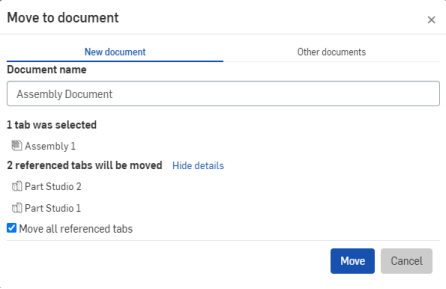 Move to document
×
New document Other documents
Document name
Assembly Document
1 tab was selected
Assembly 1
2 referenced tabs will be moved Hide details
Part Studio 2
Part Studio 1
Move all referenced tabs
Move Cancel